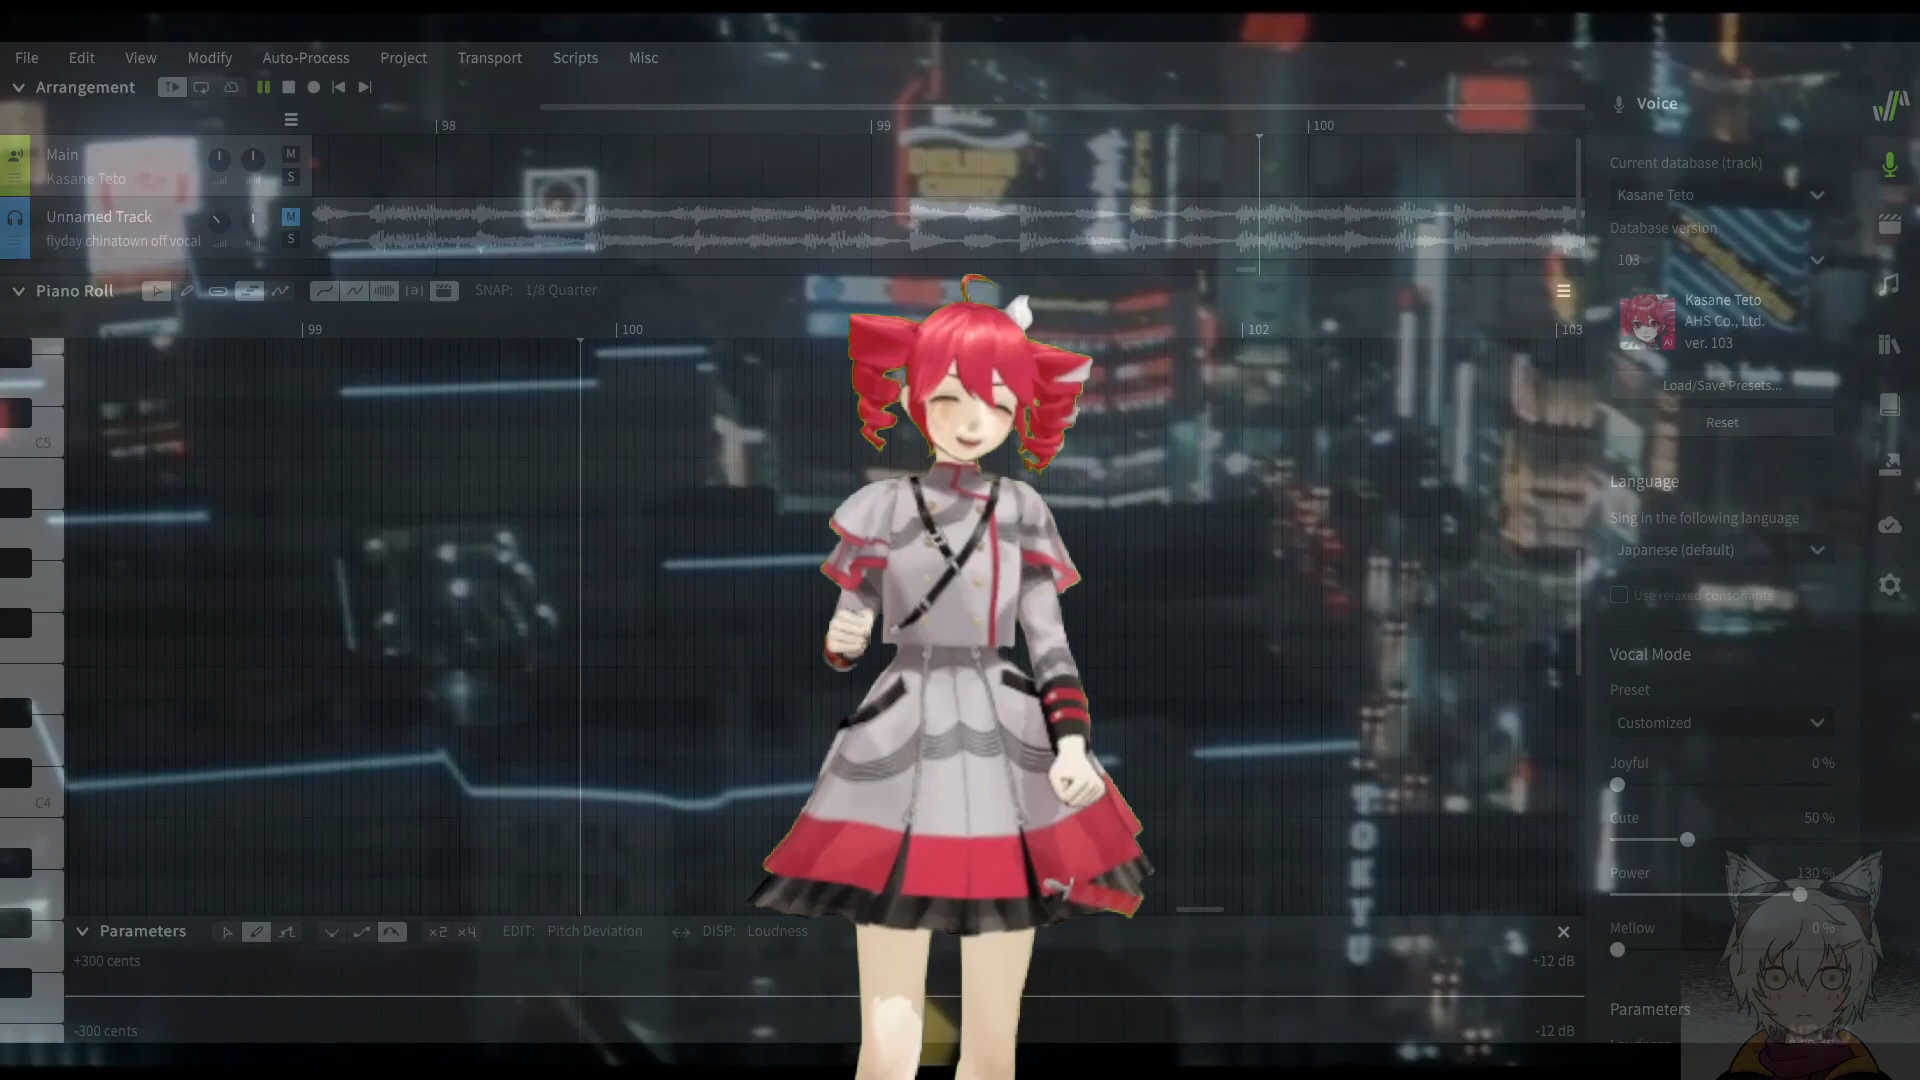 File Edit View Modify Auto-Process Project Transport Scripts Misc
Arrangement
98 99 100
Main
Kasane Teto
M
S
Unnamed Track
flyday chinatown off vocal
M
S
Piano Roll
|a|
SNAP: 1/8 Quarter
99 100 102 103
C5
C4
Parameters
×2 ×4
EDIT: Pitch Deviation
DISP: Loudness
+300 cents
+12 dB
-300 cents
-12 dB
Voice
Current database (track)
Kasane Teto
Database version
103
Kasane Teto
AHS Co., Ltd.
ver. 103
AI
Load/Save Presets...
Reset
Language
Sing in the following language
Japanese (default)
Use relaxed consonants
Vocal Mode
Preset
Customized
Joyful 0 %
Cute 50 %
Power 130 %
Mellow 0 %
Parameters